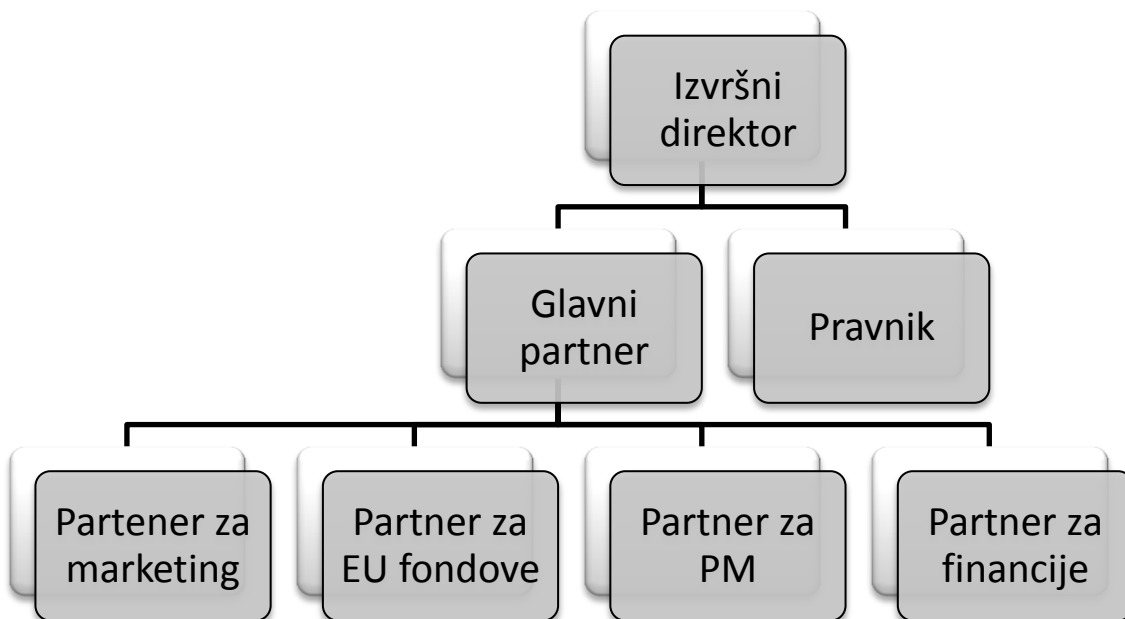 Izvršni
direktor
Glavni
partner
Pravnik
Partener za
marketing
Partner za
EU fondove
Partner za
PM
Partner za
financije